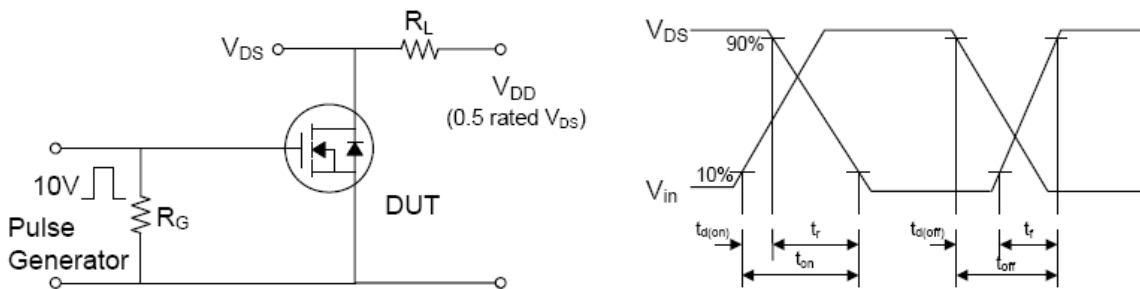 R_L
V_DS
V_DD
(0.5 rated V_DS)
10V
R_G
DUT
Pulse
Generator
V_DS
90%
10%
V_in
t_d(on)
t_r
t_on
t_d(off)
t_f
t_off